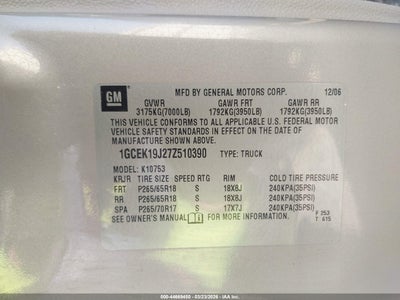 GM
MFD BY GENERAL MOTORS CORP. 12/06
GVWR GAWR FRT GAWR RR
3175KG(7000LB) 1792KG(3950LB) 1792KG(3950LB)
THIS VEHICLE CONFORMS TO ALL APPLICABLE U.S. FEDERAL MOTOR
VEHICLE SAFETY STANDARDS IN EFFECT ON THE DATE OF
MANUFACTURE SHOWN ABOVE.
1GCEK19J27Z510390 TYPE: TRUCK
MODEL: K10753
KRJR TIRE SIZE SPEED RTG RIM COLD TIRE PRESSURE
FRT P265/65R18 S 18X8J 240KPA(35PSI)
RR P265/65R18 S 18X8J 240KPA(35PSI)
SPA P265/70R17 S 17X7J 240KPA(35PSI)
SEE OWNER'S MANUAL FOR MORE INFORMATION.
F 253
T 615
500-44669450 - 03/23/2026 - Copyright IAA, Inc.